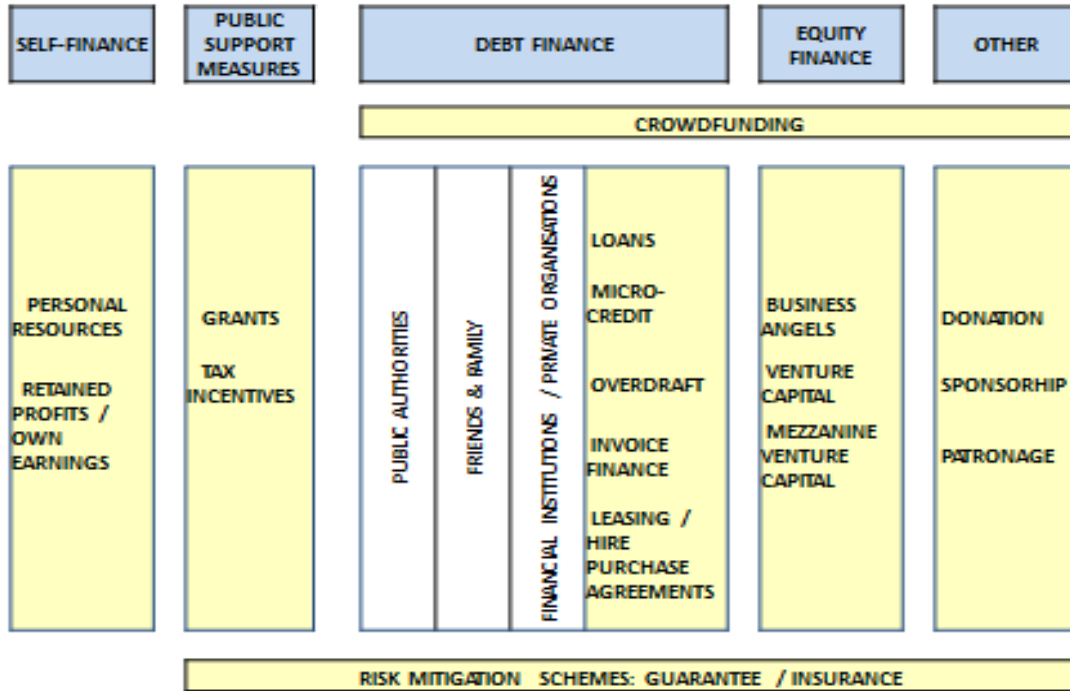 SELF-FINANCE
PUBLIC
SUPPORT
MEASURES
DEBT FINANCE
EQUITY
FINANCE
OTHER
CROWDFUNDING
PERSONAL
RESOURCES
RETAINED
PROFITS /
OWN
EARNINGS
GRANTS
TAX
INCENTIVES
PUBLIC AUTHORITIES
FRIENDS & FAMILY
FINANCIAL INSTITUTIONS / PRIVATE ORGANISATIONS
LOANS
MICRO-
CREDIT
OVERDRAFT
INVOICE
FINANCE
LEASING /
HIRE
PURCHASE
AGREEMENTS
BUSINESS
ANGELS
VENTURE
CAPITAL
MEZZANINE
VENTURE
CAPITAL
DONATION
SPONSORHIP
PATRONAGE
RISK MITIGATION SCHEMES: GUARANTEE / INSURANCE